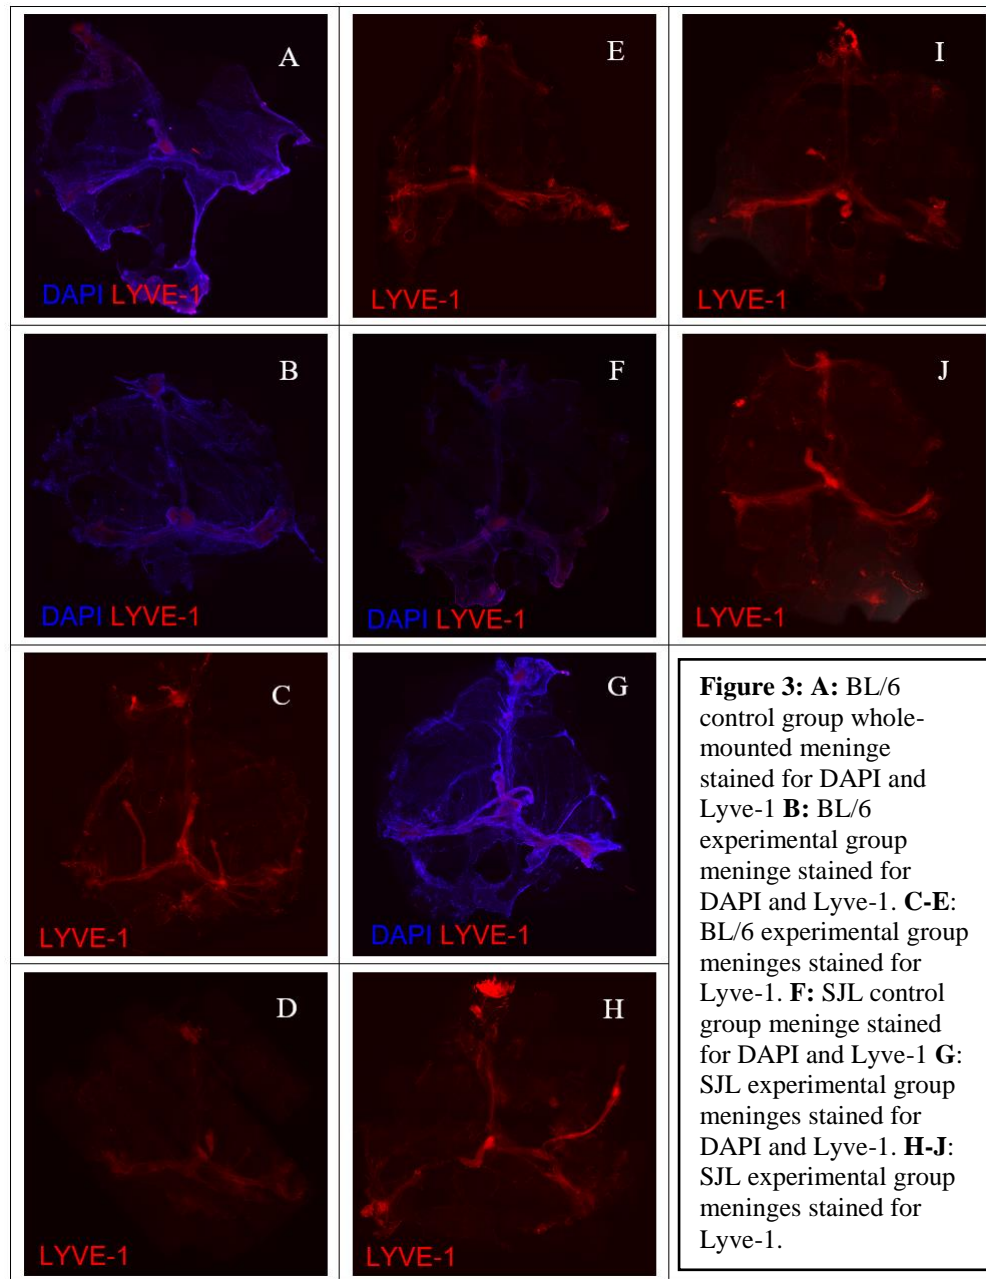 A
DAPI LYVE-1
E
LYVE-1
I
LYVE-1
B
DAPI LYVE-1
F
DAPI LYVE-1
J
LYVE-1
C
LYVE-1
G
DAPI LYVE-1
D
LYVE-1
H
LYVE-1
Figure 3: A: BL/6
control group whole-
mounted meninge
stained for DAPI and
Lyve-1 B: BL/6
experimental group
meninge stained for
DAPI and Lyve-1. C-E:
BL/6 experimental group
meninges stained for
Lyve-1. F: SJL control
group meninge stained
for DAPI and Lyve-1 G:
SJL experimental group
meninges stained for
DAPI and Lyve-1. H-J:
SJL experimental group
meninges stained for
Lyve-1.